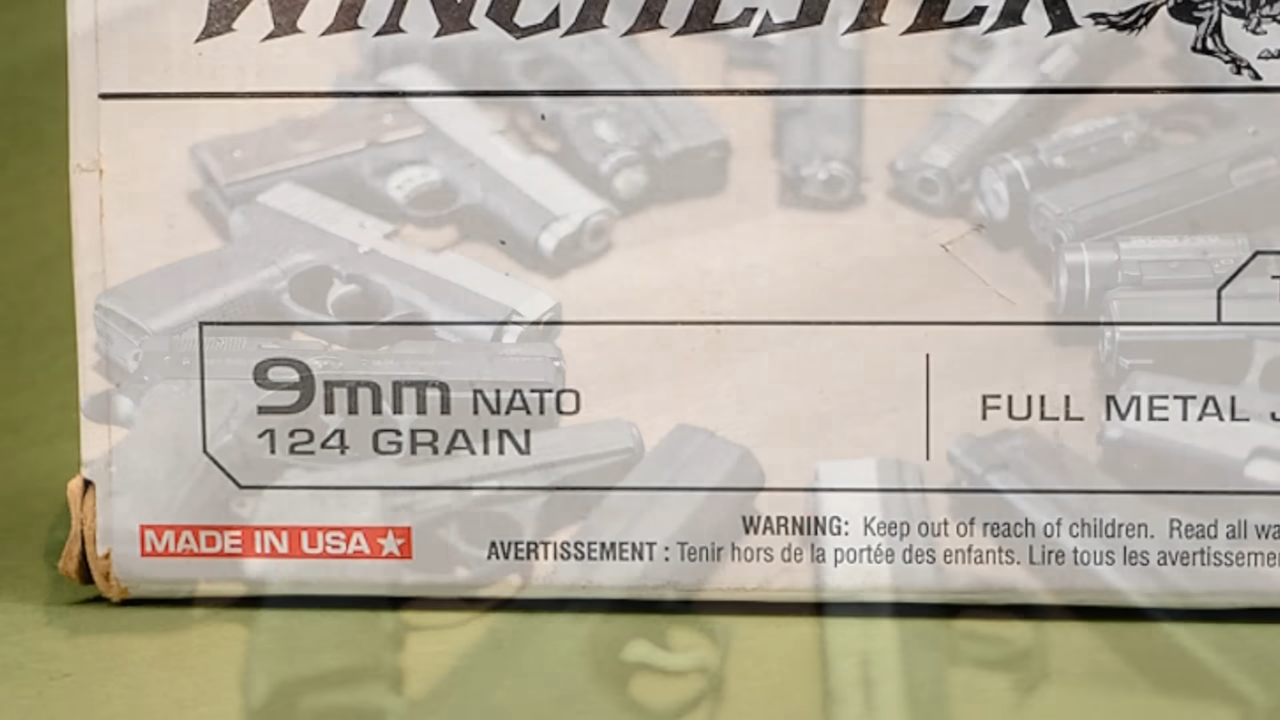 WINCHESTER
9mm NATO
124 GRAIN
FULL METAL J
MADE IN USA
WARNING: Keep out of reach of children. Read all wa
AVERTISSEMENT : Tenir hors de la portée des enfants. Lire tous les avertisseme